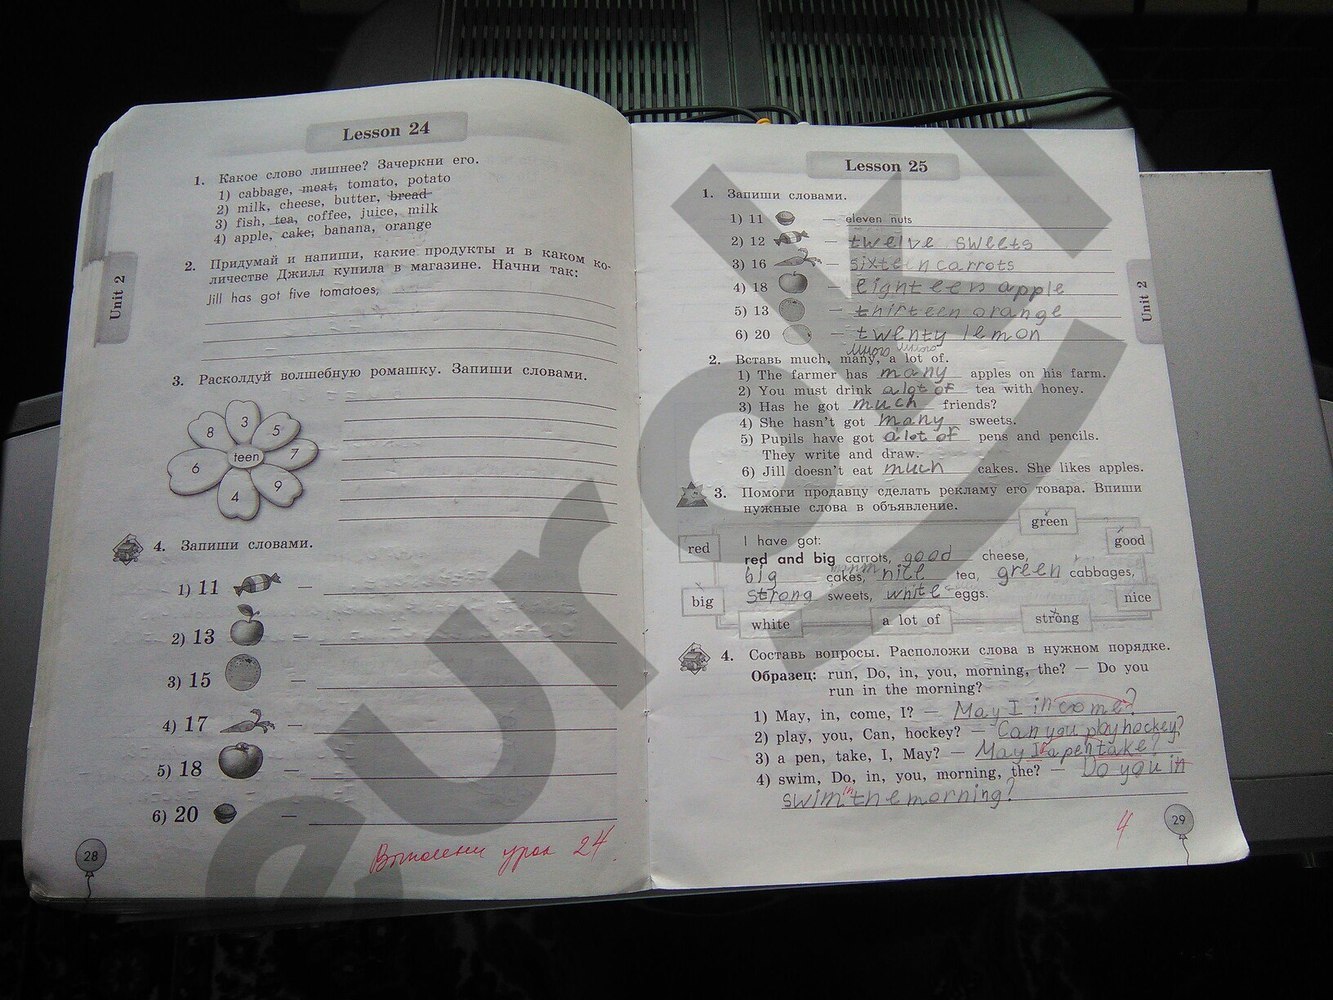 Lesson 24
1. Какое слово лишнее? Зачеркни его.
1) cabbage, meat, tomato, potato
2) milk, cheese, butter, bread
3) fish, tea, coffee, juice, milk
4) apple, cake, banana, orange
2. Придумай и напиши, какие продукты и в каком ко-
личестве Джилл купила в магазине. Начни так:
Jill has got five tomatoes,
Unit 2
3. Расколдуй волшебную ромашку. Запиши словами.
3
8
5
7
teen
6
9
4
4. Запиши словами.
1) 11 —
2) 13 —
3) 15 —
4) 17 —
5) 18 —
6) 20 —
Выполени урок 24.
28
Lesson 25
1. Запиши словами.
1) 11 — eleven nuts
2) 12 — twelve sweets
3) 16 — sixteen carrots
4) 18 — eighteen apple
5) 13 — thirteen orange
6) 20 — twenty lemon
Unit 2
много много
2. Вставь much, many, a lot of.
1) The farmer has many apples on his farm.
2) You must drink a lot of tea with honey.
3) Has he got much friends?
4) She hasn't got many sweets.
5) Pupils have got a lot of pens and pencils.
They write and draw.
6) Jill doesn't eat much cakes. She likes apples.
3. Помоги продавцу сделать рекламу его товара. Впиши
нужные слова в объявление.
green
red
good
I have got:
red and big carrots, good cheese,
big cakes, nice tea, green cabbages,
strong sweets, white eggs.
big
nice
white
a lot of
strong
4. Составь вопросы. Расположи слова в нужном порядке.
Образец: run, Do, in, you, morning, the? — Do you
run in the morning?
1) May, in, come, I? — May I in come?
2) play, you, Can, hockey? — Can you play hockey?
3) a pen, take, I, May? — May I a pen take?
4) swim, Do, in, you, morning, the? — Do you in
swim in the morning?
4
29
euroki